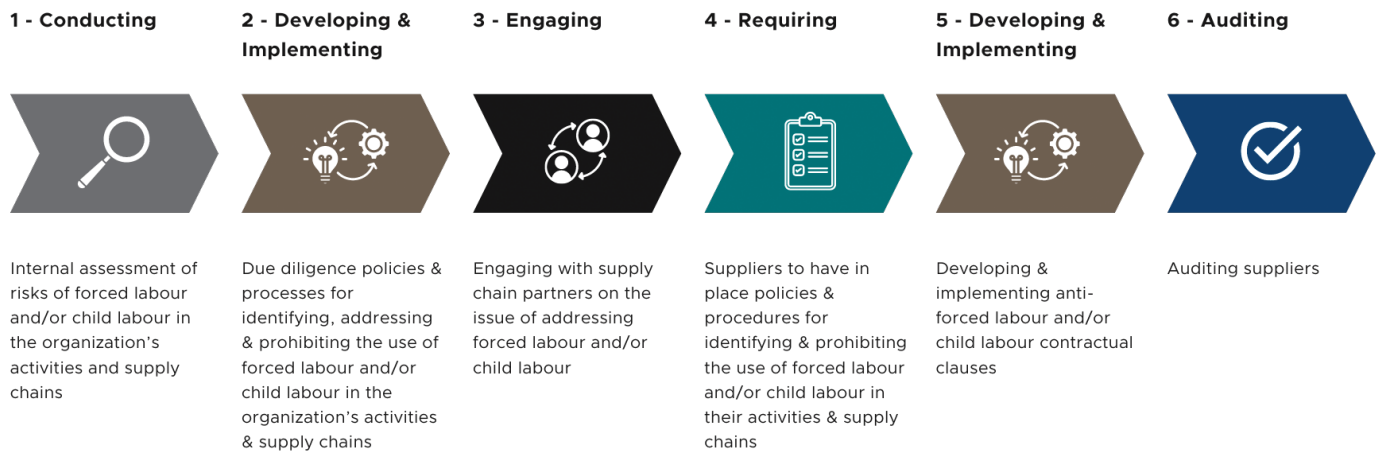 1 - Conducting
2 - Developing &
Implementing
3 - Engaging
4 - Requiring
5 - Developing &
Implementing
6 - Auditing
Internal assessment of
risks of forced labour
and/or child labour in
the organization’s
activities and supply
chains
Due diligence policies &
processes for
identifying, addressing
& prohibiting the use of
forced labour and/or
child labour in the
organization’s activities
& supply chains
Engaging with supply
chain partners on the
issue of addressing
forced labour and/or
child labour
Suppliers to have in
place policies &
procedures for
identifying & prohibiting
the use of forced labour
and/or child labour in
their activities & supply
chains
Developing &
implementing anti-
forced labour and/or
child labour contractual
clauses
Auditing suppliers